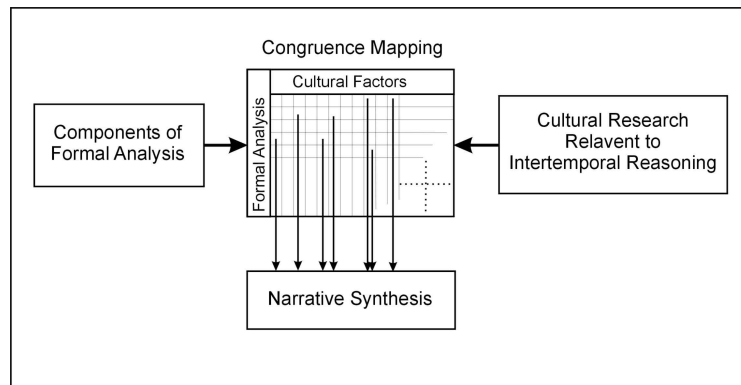 Congruence Mapping
Cultural Factors
Formal Analysis
Components of
Formal Analysis
Cultural Research
Relavent to
Intertemporal Reasoning
Narrative Synthesis